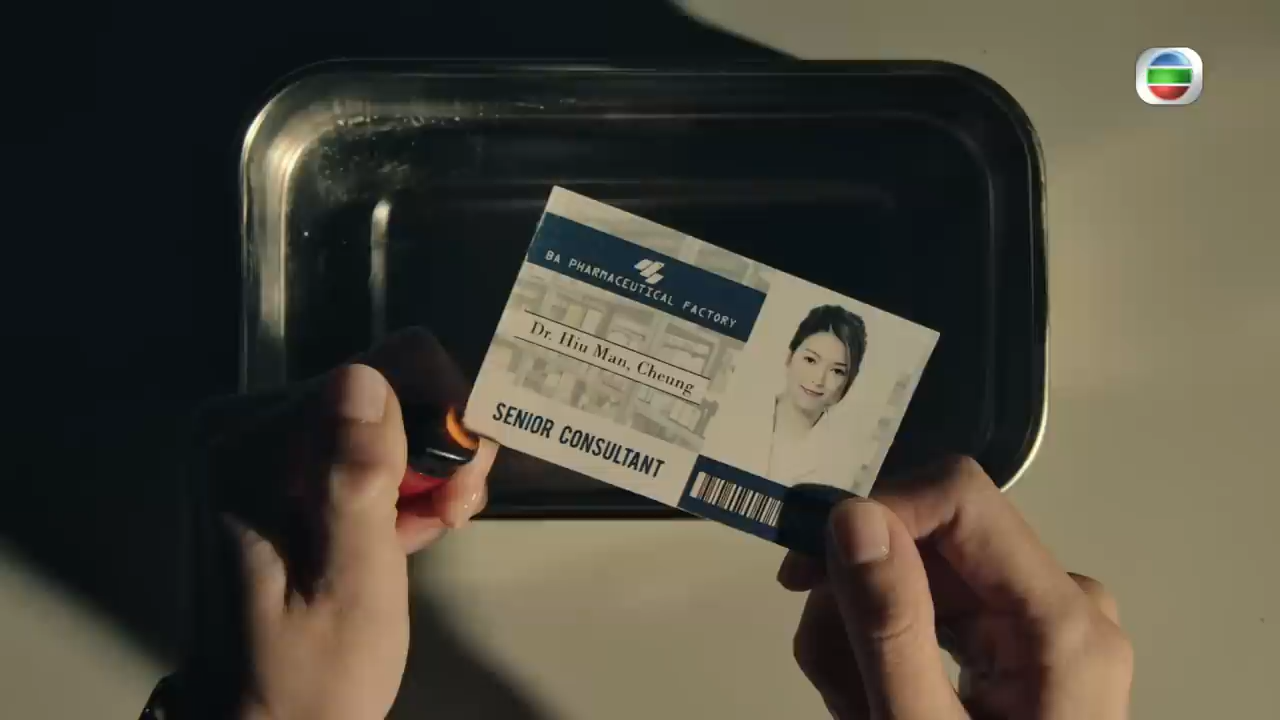 BA PHARMACEUTICAL FACTORY
Dr. Hiu Man, Cheung
SENIOR CONSULTANT